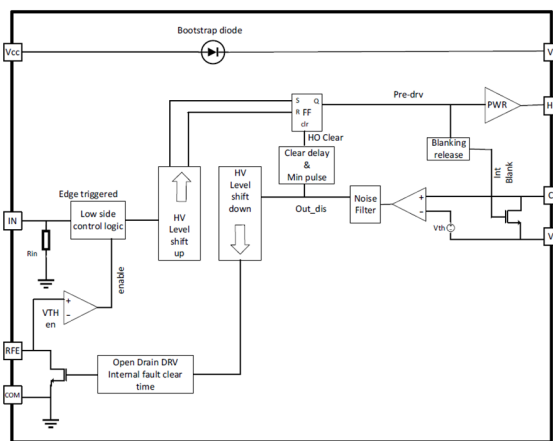 Bootstrap diode
Vcc
V
Pre-drv
S Q
R FF
clr
PWR
H
HO Clear
Blanking
release
Clear delay
&
Min pulse
Int
Blank
HV
Level
shift
down
Edge triggered
IN
Low side
control logic
HV
Level
shift
up
Out_dis
Noise
Filter
+
-
Vth
C
V
Rin
enable
VTH
en
+
-
RFE
Open Drain DRV
Internal fault clear
time
COM